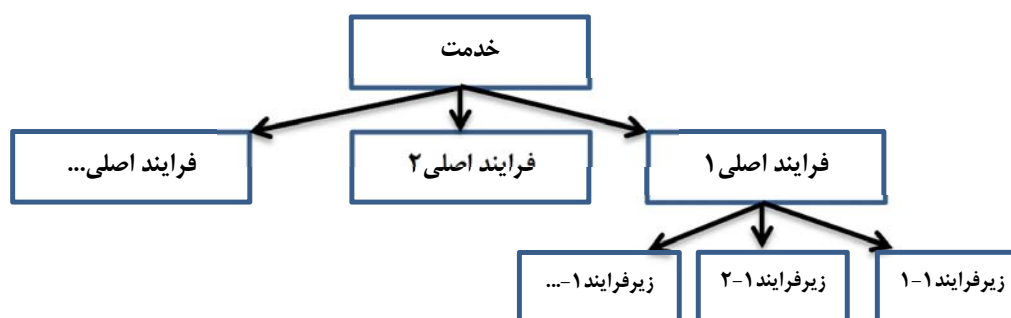 خدمت
فرایند اصلی۱
فرایند اصلی۲
فرایند اصلی...
زیرفرایند۱-۱
زیرفرایند۱-۲
زیرفرایند۱-...